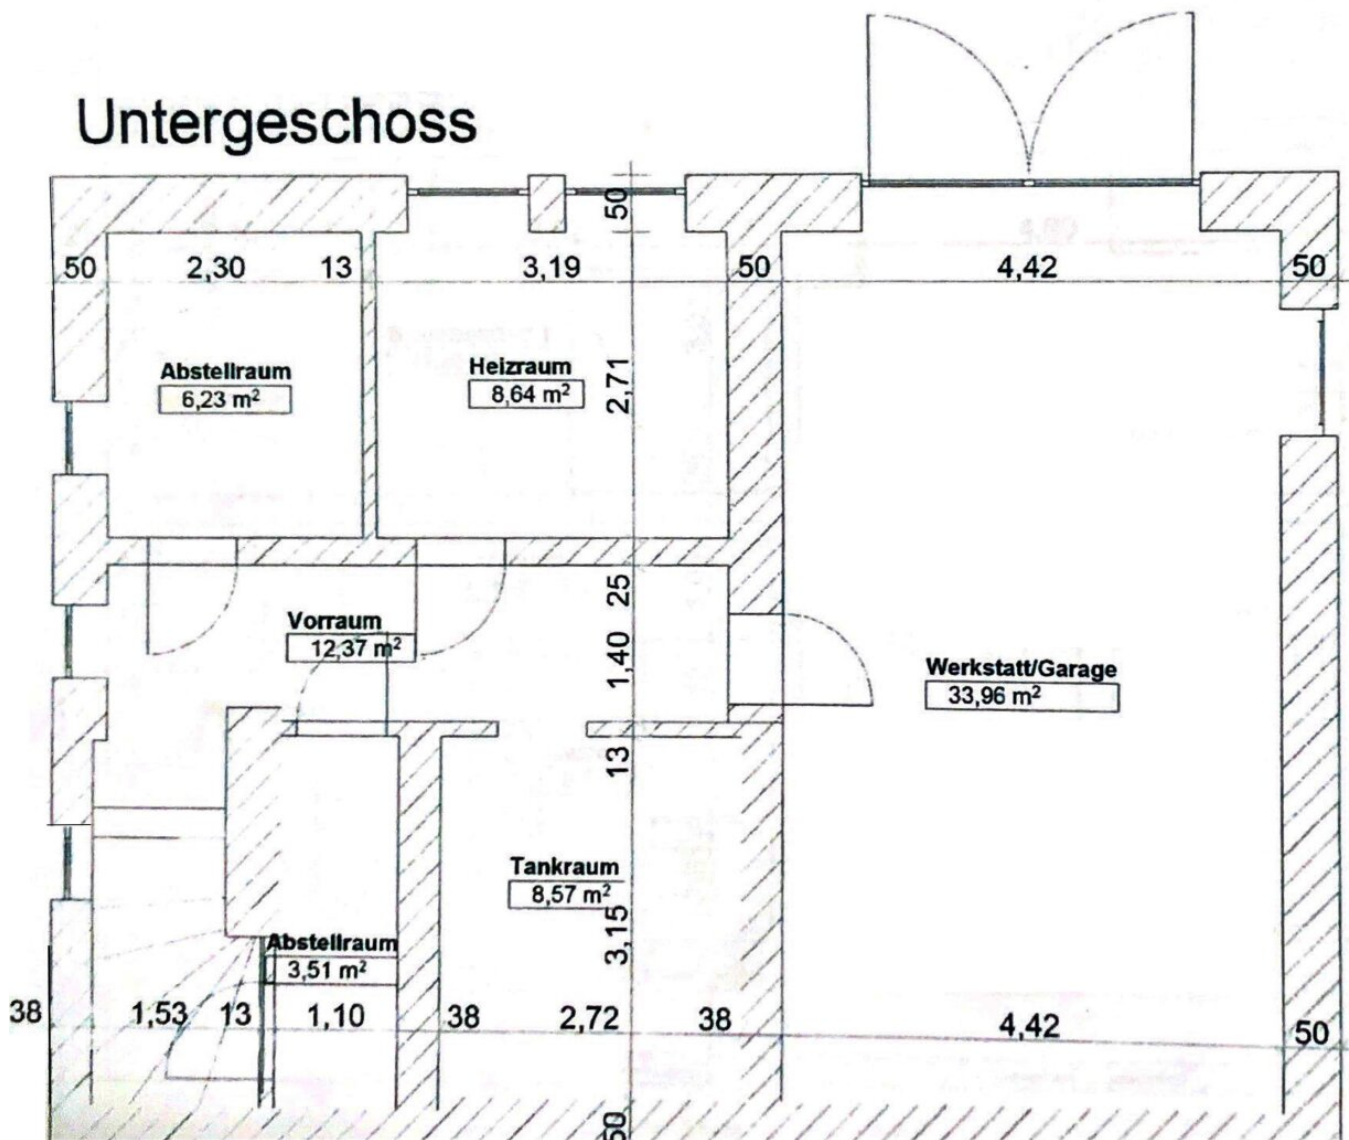 Untergeschoss
50
50 2,30 13 3,19 50 4,42 50
Abstellraum
6,23 m²
Heizraum
8,64 m²
2,71
25
Vorraum
12,37 m²
1,40
Werkstatt/Garage
33,96 m²
13
Tankraum
8,57 m²
3,15
Abstellraum
3,51 m²
38 1,53 13 1,10 38 2,72 38 4,42 50